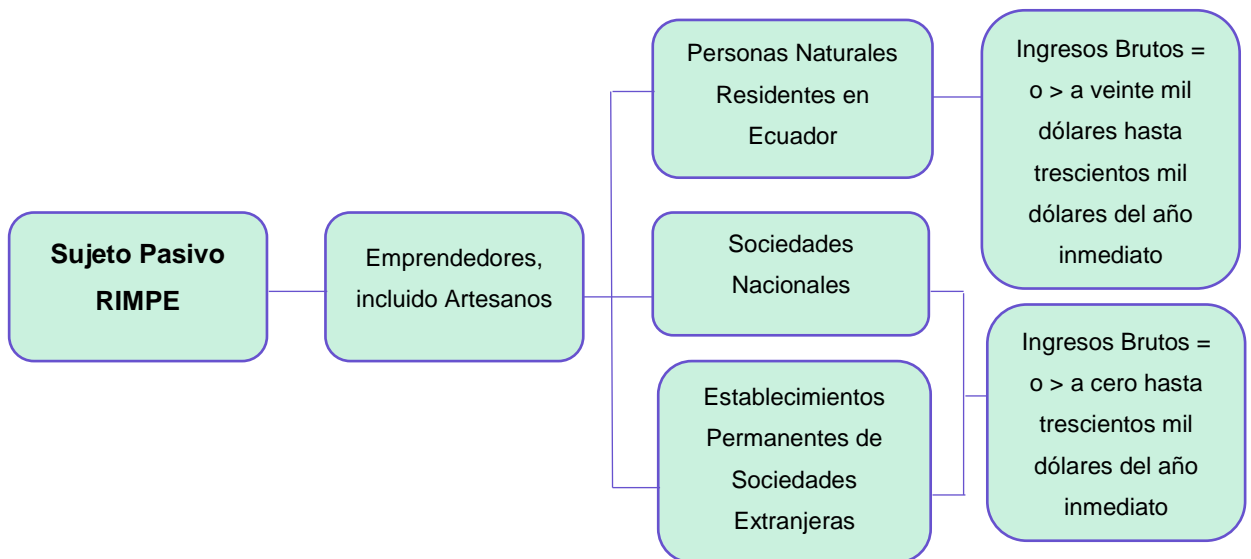 Sujeto Pasivo
RIMPE
Emprendedores,
incluido Artesanos
Personas Naturales
Residentes en
Ecuador
Ingresos Brutos =
o > a veinte mil
dólares hasta
trescientos mil
dólares del año
inmediato
Sociedades
Nacionales
Establecimientos
Permanentes de
Sociedades
Extranjeras
Ingresos Brutos =
o > a cero hasta
trescientos mil
dólares del año
inmediato